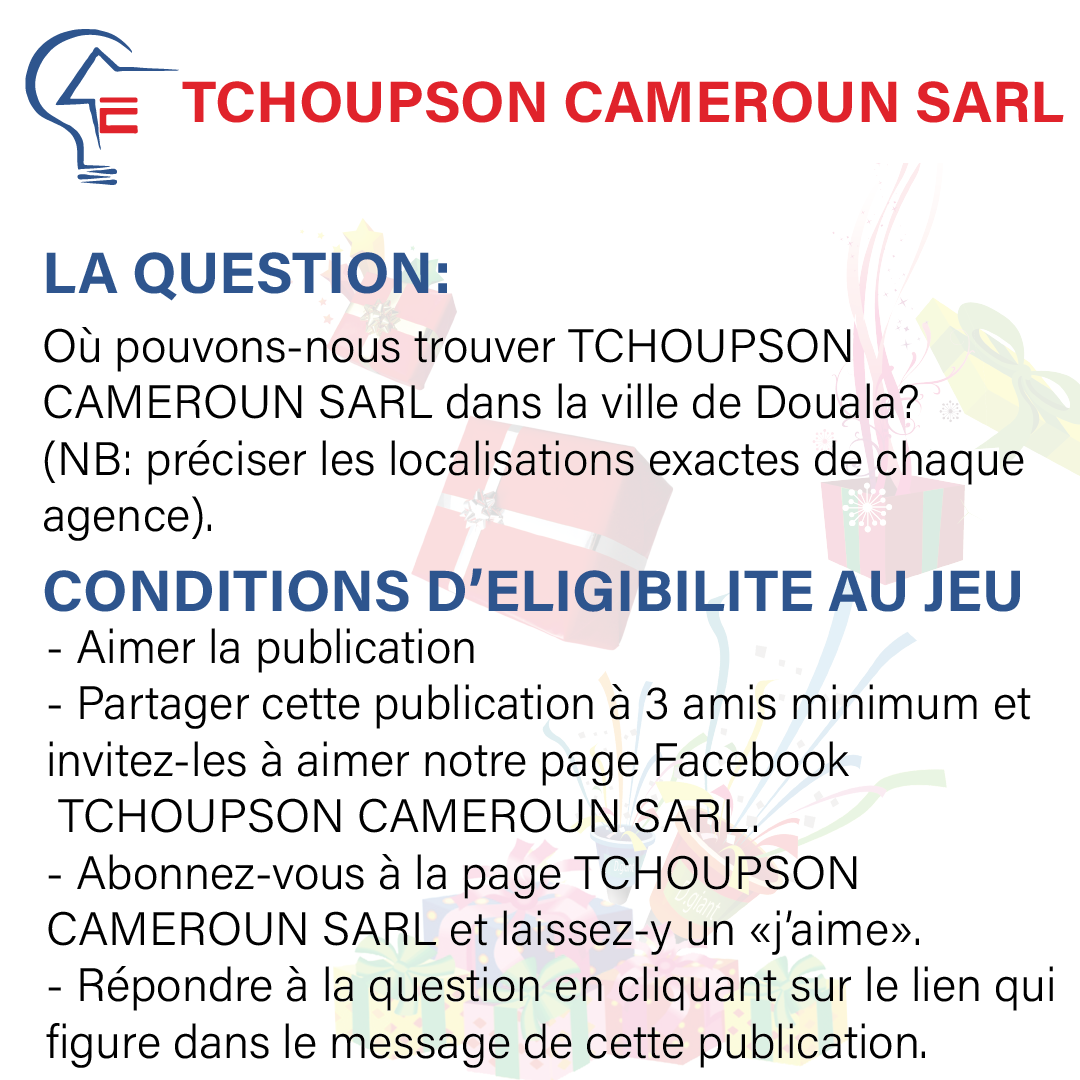 TCHOUPSON CAMEROUN SARL
LA QUESTION:
Où pouvons-nous trouver TCHOUPSON
CAMEROUN SARL dans la ville de Douala?
(NB: préciser les localisations exactes de chaque
agence).
CONDITIONS D’ELIGIBILITE AU JEU
- Aimer la publication
- Partager cette publication à 3 amis minimum et
invitez-les à aimer notre page Facebook
TCHOUPSON CAMEROUN SARL.
- Abonnez-vous à la page TCHOUPSON
CAMEROUN SARL et laissez-y un «j’aime».
- Répondre à la question en cliquant sur le lien qui
figure dans le message de cette publication.